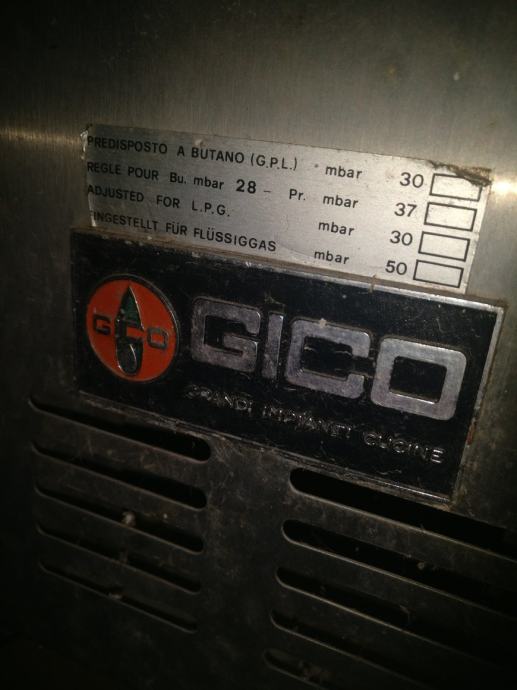 PREDISPOSTO A BUTANO (G.P.L.) mbar 30
REGLE POUR Bu. mbar 28 - Pr. mbar 37
ADJUSTED FOR L.P.G. mbar 30
EINGESTELLT FÜR FLÜSSIGGAS mbar 50
GICO
GICO
GRANDI IMPIANTI CUCINE